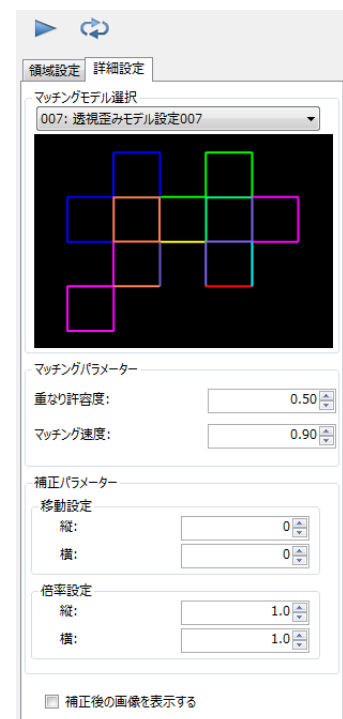 領域設定 詳細設定
マッチングモデル選択
007: 透視歪みモデル設定007
マッチングパラメーター
重なり許容度: 0.50
マッチング速度: 0.90
補正パラメーター
移動設定
縦: 0
横: 0
倍率設定
縦: 1.0
横: 1.0
補正後の画像を表示する